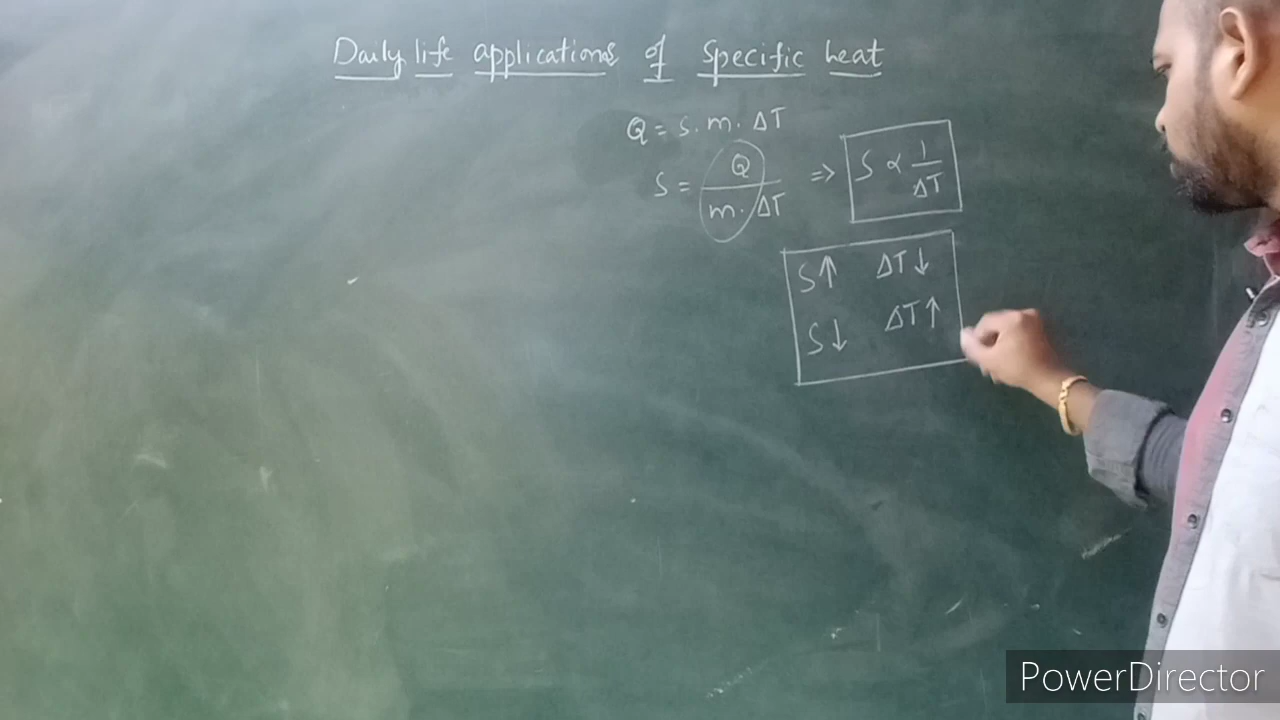 Daily life applications of specific heat
Q = s. m. ΔT
S = Q / m. ΔT ⇒ S ∝ 1 / ΔT
S↑ ΔT↓
S↓ ΔT↑
PowerDirector